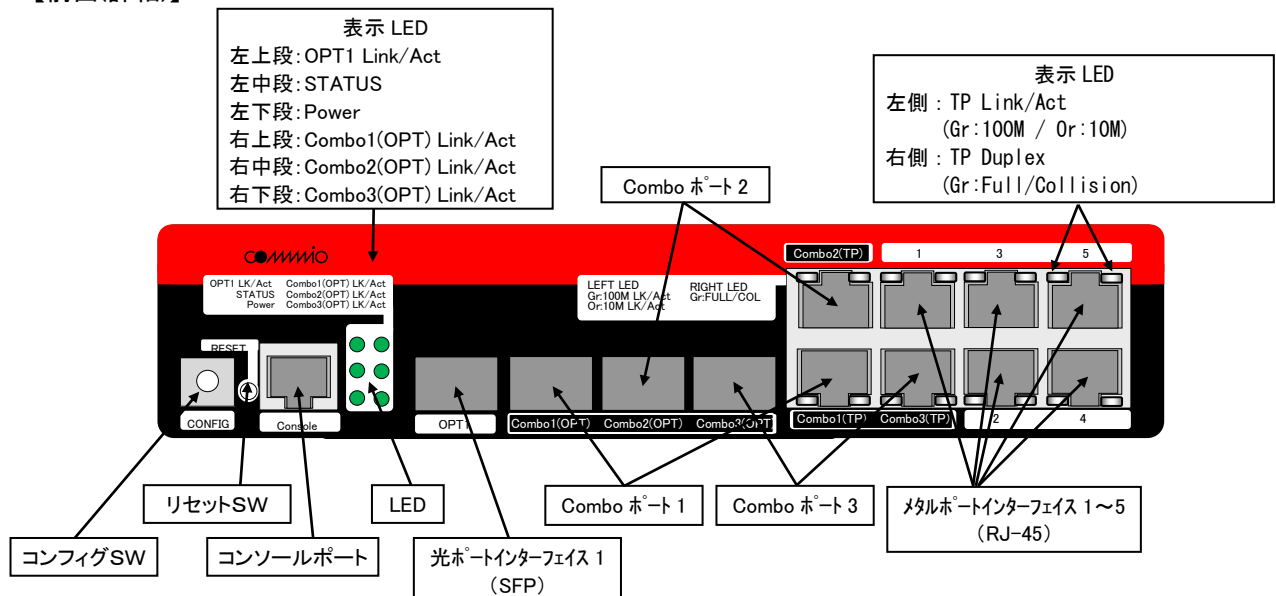 表示 LED
左上段：OPT1 Link/Act
左中段：STATUS
左下段：Power
右上段：Combo1(OPT) Link/Act
右中段：Combo2(OPT) Link/Act
右下段：Combo3(OPT) Link/Act
表示 LED
左側：TP Link/Act
(Gr:100M / Or:10M)
右側：TP Duplex
(Gr:Full/Collision)
Combo ポート 2
OPT1 LK/Act Combo1(OPT) LK/Act
STATUS Combo2(OPT) LK/Act
Power Combo3(OPT) LK/Act
LEFT LED
Gr:100M LK/Act
Or:10M LK/Act
RIGHT LED
Gr:FULL/COL
Combo2(TP) 1 3 5
RESET
CONFIG
Console
OPT1
Combo1(OPT) Combo2(OPT) Combo3(OPT)
Combo1(TP) Combo3(TP) 2 4
リセットSW
LED
Combo ポート 1
Combo ポート 3
メタルポートインターフェイス 1～5
(RJ-45)
コンフィグSW
コンソールポート
光ポートインターフェイス 1
(SFP)